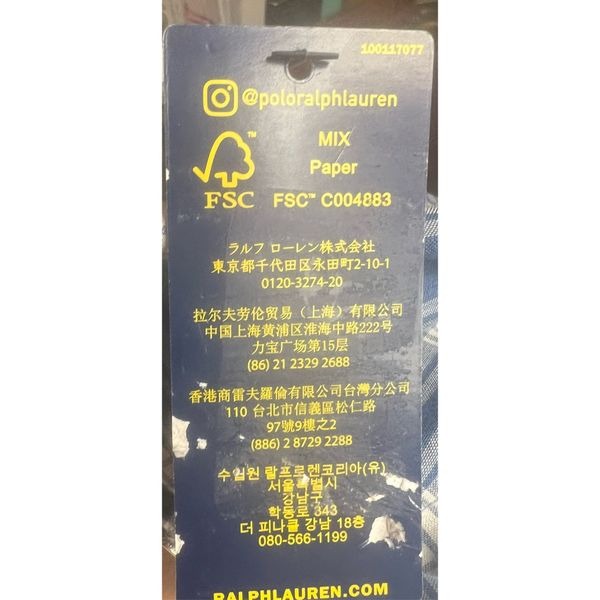 100117077
@poloralphlauren
FSC™
MIX
Paper
FSC™ C004883
ラルフ ローレン株式会社
東京都千代田区永田町2-10-1
0120-3274-20
拉尔夫劳伦贸易（上海）有限公司
中国上海黄浦区淮海中路222号
力宝广场第15层
(86) 21 2329 2688
香港商雷夫羅倫有限公司台灣分公司
110 台北市信義區松仁路
97號9樓之2
(886) 2 8729 2288
수입원 랄프로렌코리아(유)
서울특별시
강남구
학동로 343
더 피나클 강남 18층
080-566-1199
RALPHLAUREN.COM